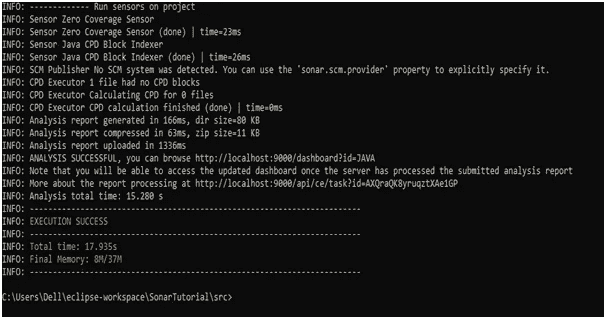 INFO: ------------- Run sensors on project
INFO: Sensor Zero Coverage Sensor
INFO: Sensor Zero Coverage Sensor (done) | time=23ms
INFO: Sensor Java CPD Block Indexer
INFO: Sensor Java CPD Block Indexer (done) | time=26ms
INFO: SCM Publisher No SCM system was detected. You can use the 'sonar.scm.provider' property to explicitly specify it.
INFO: CPD Executor 1 file had no CPD blocks
INFO: CPD Executor Calculating CPD for 0 files
INFO: CPD Executor CPD calculation finished (done) | time=0ms
INFO: Analysis report generated in 166ms, dir size=80 KB
INFO: Analysis report compressed in 63ms, zip size=11 KB
INFO: Analysis report uploaded in 1336ms
INFO: ANALYSIS SUCCESSFUL, you can browse http://localhost:9000/dashboard?id=JAVA
INFO: Note that you will be able to access the updated dashboard once the server has processed the submitted analysis report
INFO: More about the report processing at http://localhost:9000/api/ce/task?id=AXQraQK8yruqztXAe1GP
INFO: Analysis total time: 15.280 s
INFO: ------------------------------------------------------------------------
INFO: EXECUTION SUCCESS
INFO: ------------------------------------------------------------------------
INFO: Total time: 17.935s
INFO: Final Memory: 8M/37M
INFO: ------------------------------------------------------------------------
C:\Users\Dell\eclipse-workspace\SonarTutorial\src>